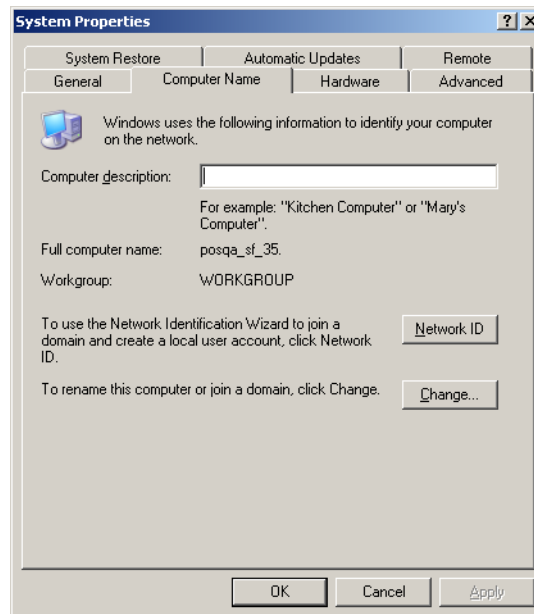 System Properties
? X
System Restore Automatic Updates Remote
General Computer Name Hardware Advanced
Windows uses the following information to identify your computer
on the network.
Computer description:
For example: "Kitchen Computer" or "Mary's
Computer".
Full computer name: posqa_sf_35.
Workgroup: WORKGROUP
To use the Network Identification Wizard to join a
domain and create a local user account, click Network
ID.
Network ID
To rename this computer or join a domain, click Change.
Change...
OK Cancel Apply